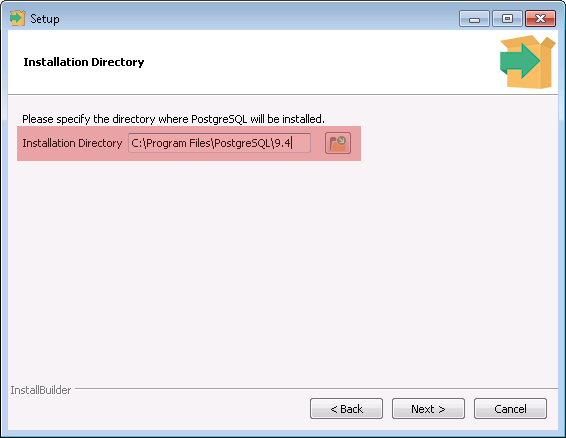 Setup
Installation Directory
Please specify the directory where PostgreSQL will be installed.
Installation Directory C:\Program Files\PostgreSQL\9.4
InstallBuilder
< Back Next > Cancel